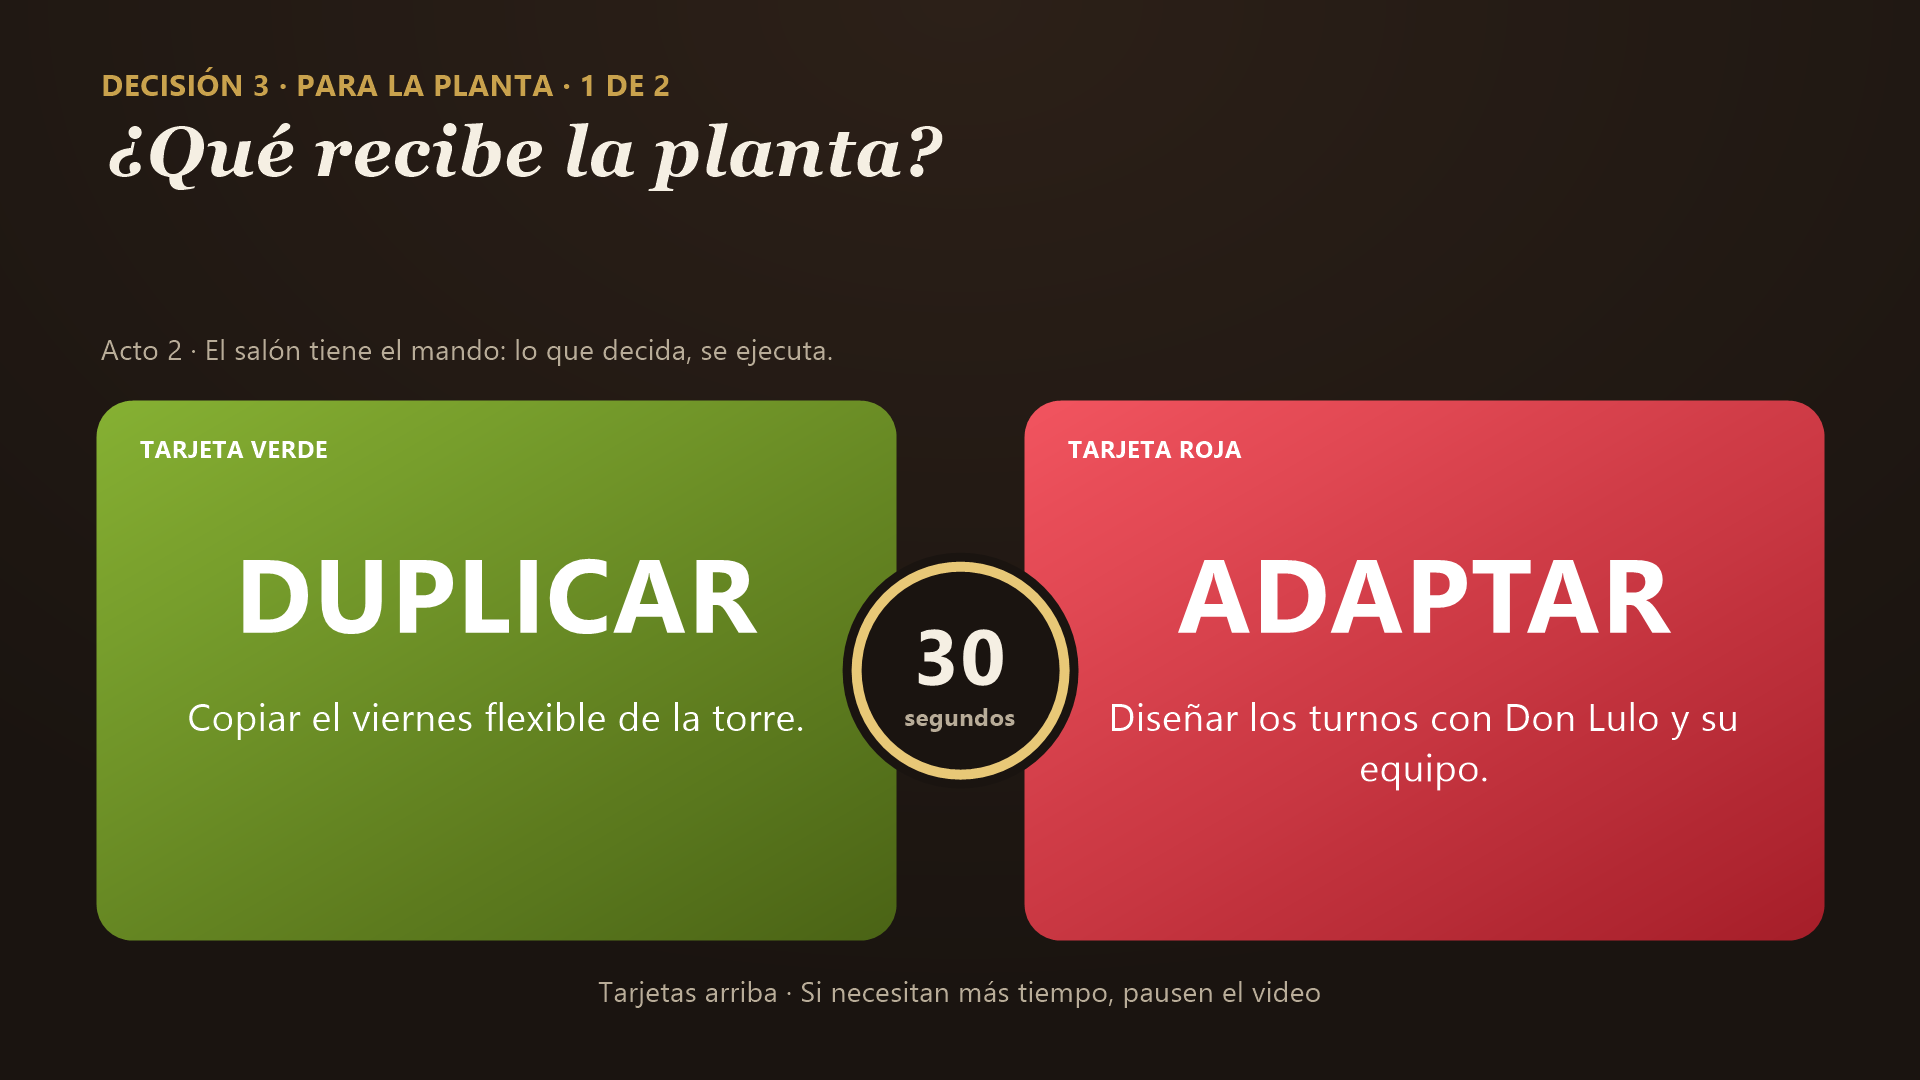 DECISIÓN 3 · PARA LA PLANTA · 1 DE 2
¿Qué recibe la planta?
Acto 2 · El salón tiene el mando: lo que decida, se ejecuta.
TARJETA VERDE
DUPLICAR
Copiar el viernes flexible de la torre.
30
segundos
TARJETA ROJA
ADAPTAR
Diseñar los turnos con Don Lulo y su
equipo.
Tarjetas arriba · Si necesitan más tiempo, pausen el video